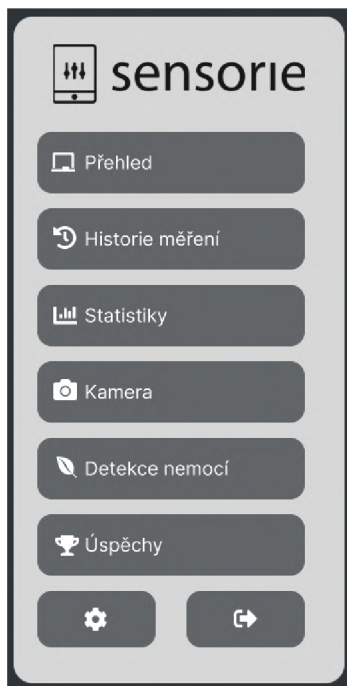 sensorie
Přehled
Historie měření
Statistiky
Kamera
Detekce nemocí
Úspěchy